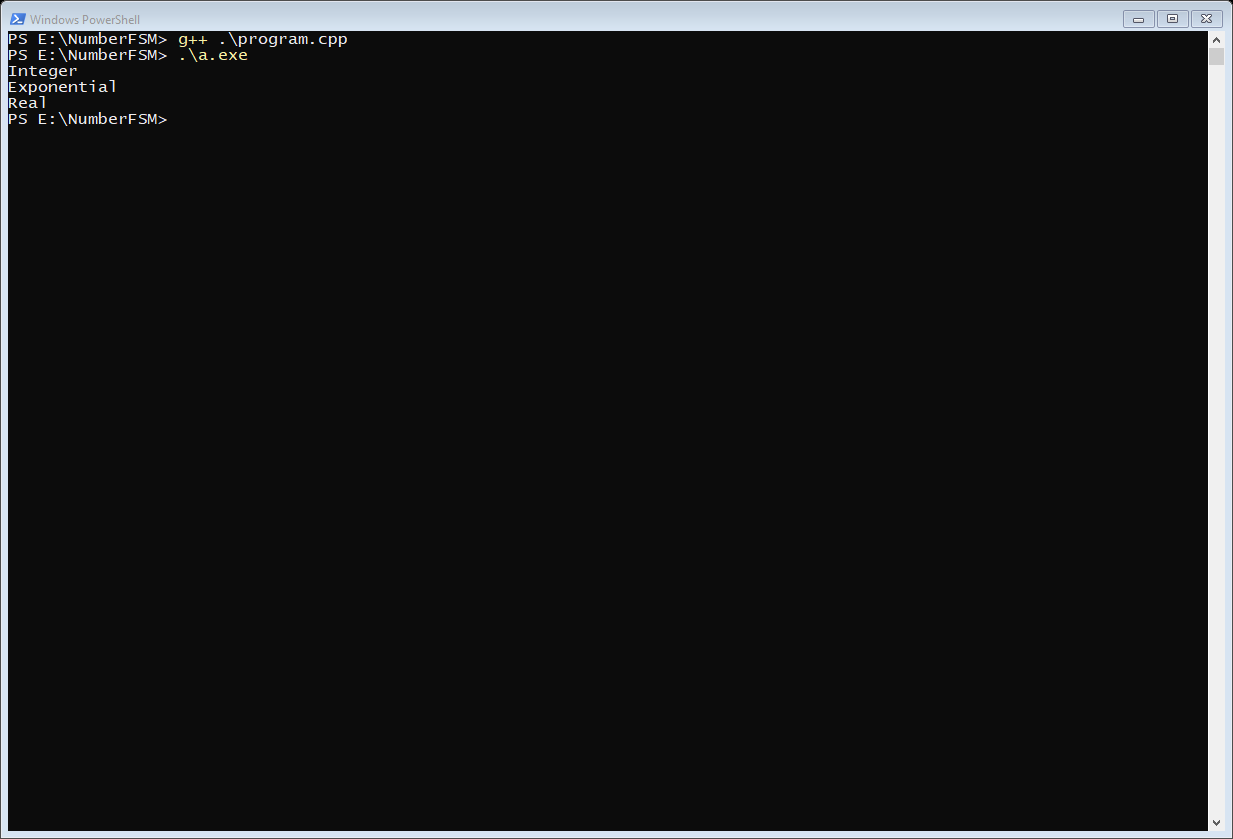 Windows PowerShell
PS E:\NumberFSM> g++ .\program.cpp
PS E:\NumberFSM> .\a.exe
Integer
Exponential
Real
PS E:\NumberFSM>